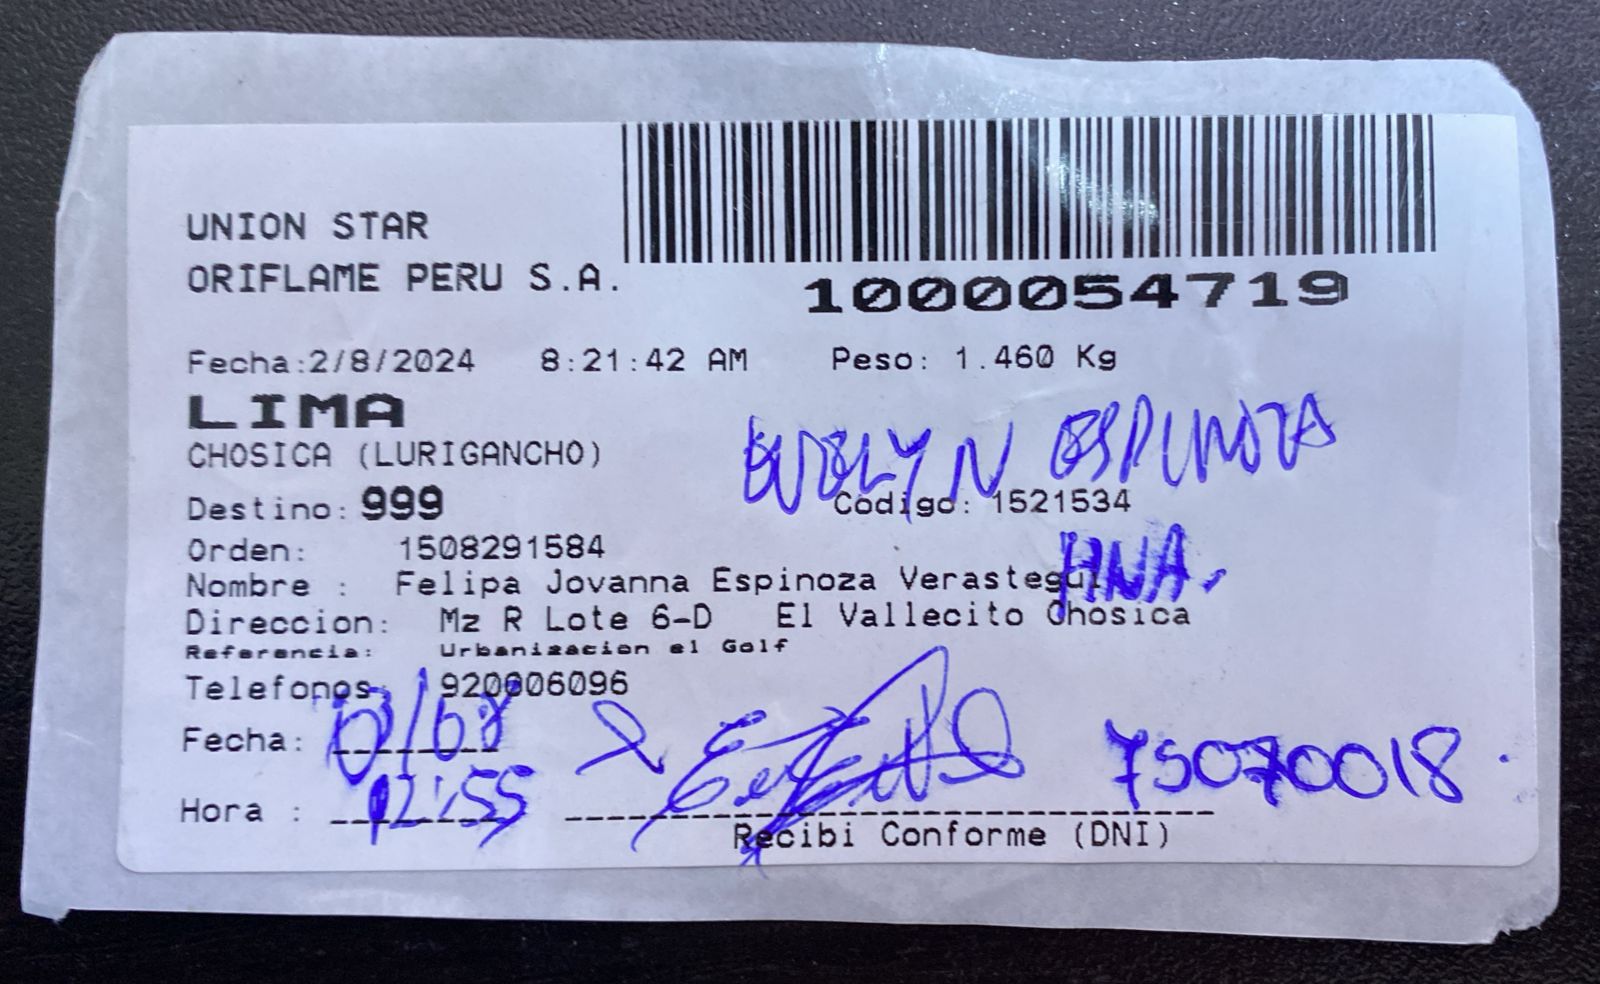 UNION STAR
ORIFLAME PERU S.A.
1000054719
Fecha:2/8/2024 8:21:42 AM Peso: 1.460 Kg
LIMA
EVELYN ESPINOZA
CHOSICA (LURIGANCHO)
Destino: 999 Código: 1521534
Orden: 1508291584
HNA.
Nombre : Felipa Jovanna Espinoza Verastegui
Direccion: Mz R Lote 6-D El Vallecito Chosica
Referencia: Urbanizacion el Golf
Telefonos: 920006096
Fecha:
75070018
Hora : 12:55
Recibi Conforme (DNI)